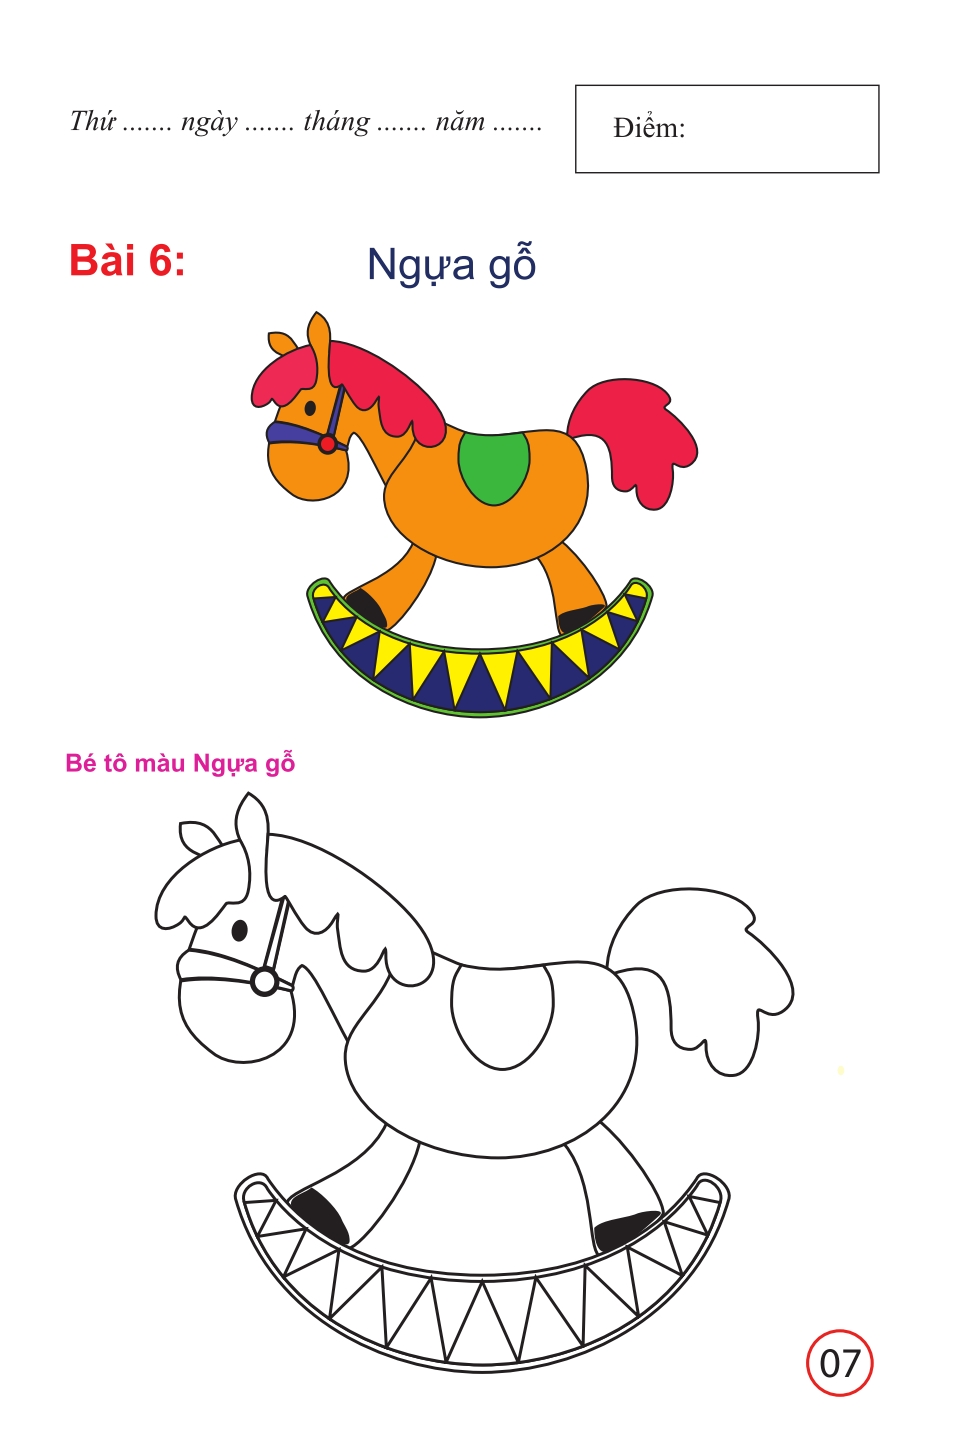 Thứ ....... ngày ....... tháng ....... năm .......
Điểm:
Bài 6:
Ngựa gỗ
Bé tô màu Ngựa gỗ
07